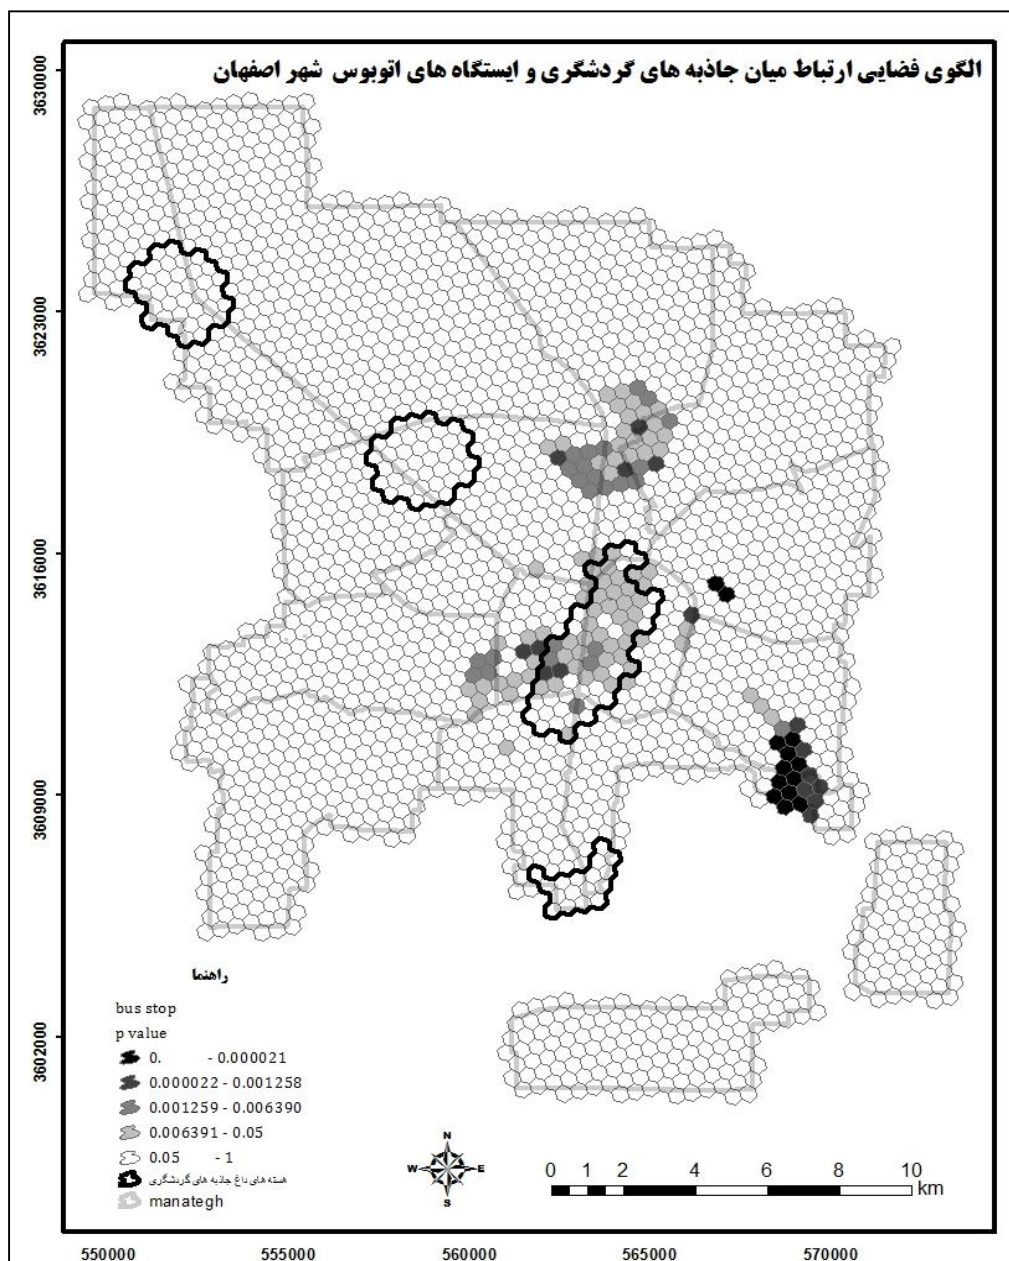 الگوی فضایی ارتباط میان جاذبه های گردشگری و ایستگاه های اتوبوس شهر اصفهان
3630000
3623000
3616000
3609000
3602000
راهنما
bus stop
p value
0. - 0.000021
0.000022 - 0.001258
0.001259 - 0.006390
0.006391 - 0.05
0.05 - 1
هسته های داغ جاذبه های گردشگری
manategh
N
W E
S
0 1 2 4 6 8 10
km
550000 555000 560000 565000 570000